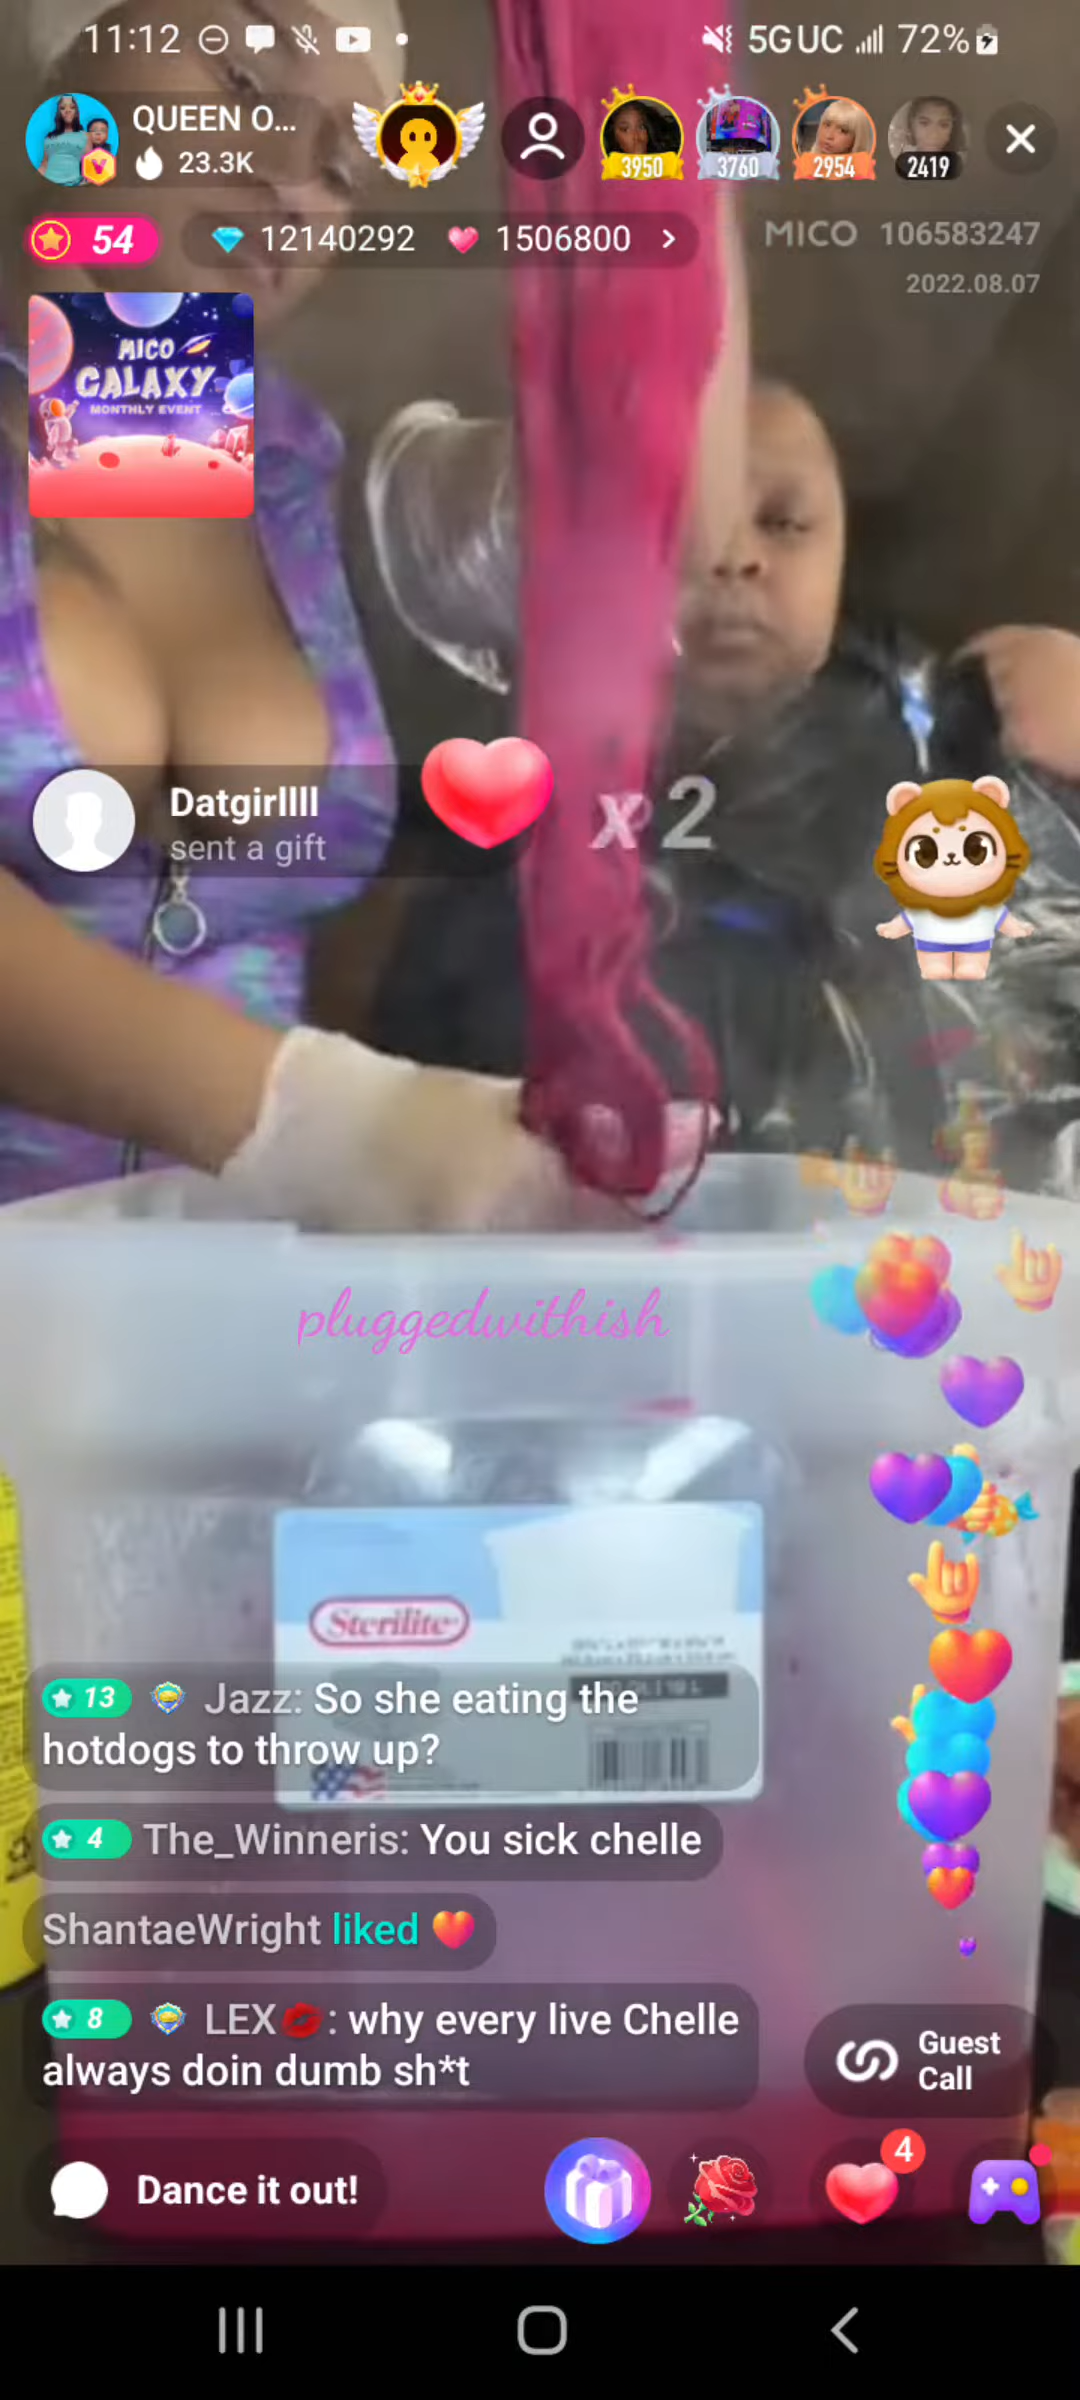 11:12
5GUC 72%
QUEEN O...
23.3K
3950
3760
2954
2419
54
12140292
1506800
MICO 106583247
2022.08.07
MICO
GALAXY
MONTHLY EVENT
Datgirllll
sent a gift
x2
pluggedwithish
Sterilite
13 Jazz: So she eating the
hotdogs to throw up?
4 The_Winneris: You sick chelle
ShantaeWright liked
8 LEX💋: why every live Chelle
always doin dumb sh*t
Guest
Call
Dance it out!
4